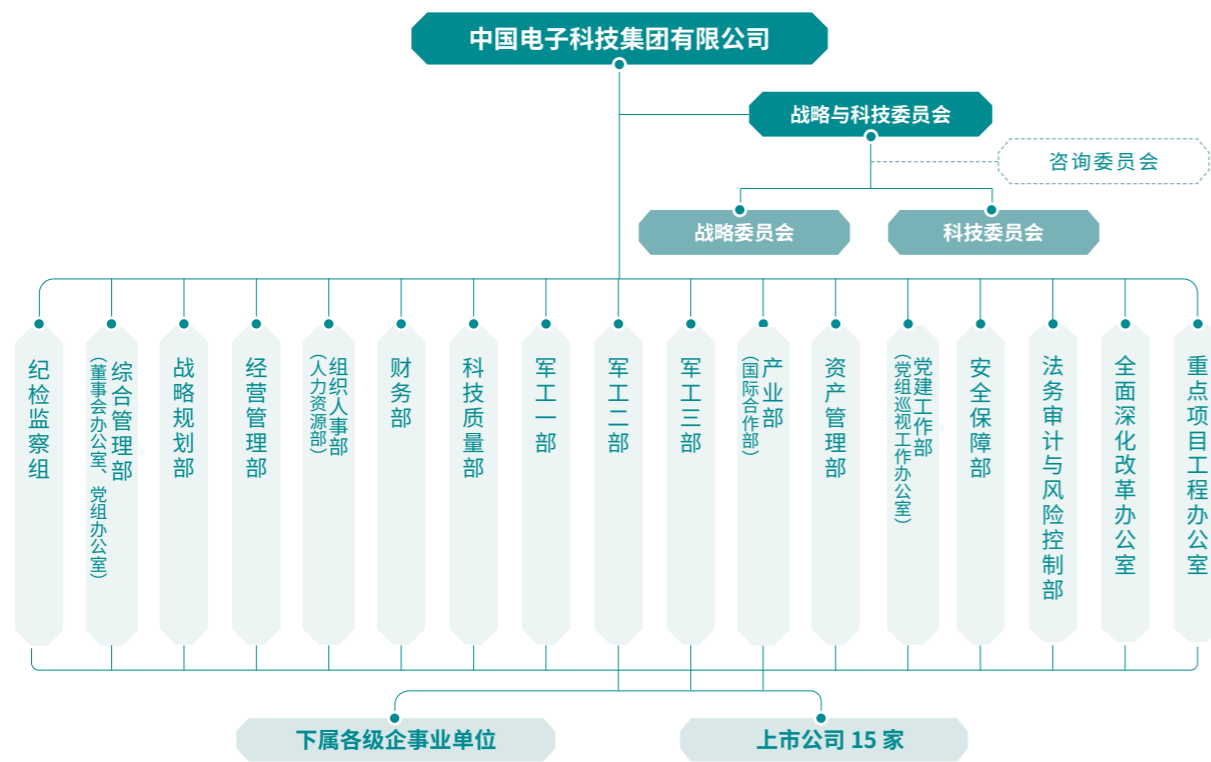 中国电子科技集团有限公司
战略与科技委员会
咨询委员会
战略委员会
科技委员会
纪检监察组
综合管理部
（董事会办公室、党组办公室）
战略规划部
经营管理部
组织人事部
（人力资源部）
财务部
科技质量部
军工一部
军工二部
军工三部
产业部
（国际合作部）
资产管理部
党建工作部
（党组巡视工作办公室）
安全保障部
法务审计与风险控制部
全面深化改革办公室
重点项目工程办公室
下属各级企事业单位
上市公司 15 家